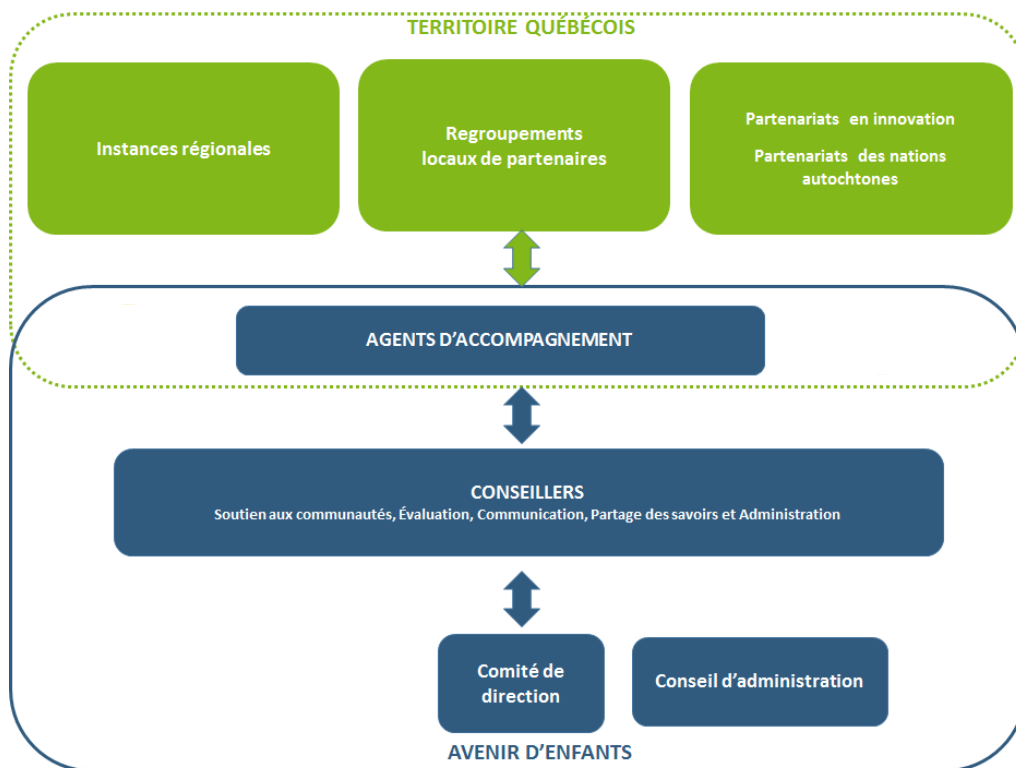 TERRITOIRE QUÉBÉCOIS
Instances régionales
Regroupements
locaux de partenaires
Partenariats en innovation
Partenariats des nations
autochtones
AGENTS D'ACCOMPAGNEMENT
CONSEILLERS
Soutien aux communautés, Évaluation, Communication, Partage des savoirs et Administration
Comité de
direction
Conseil d'administration
AVENIR D'ENFANTS